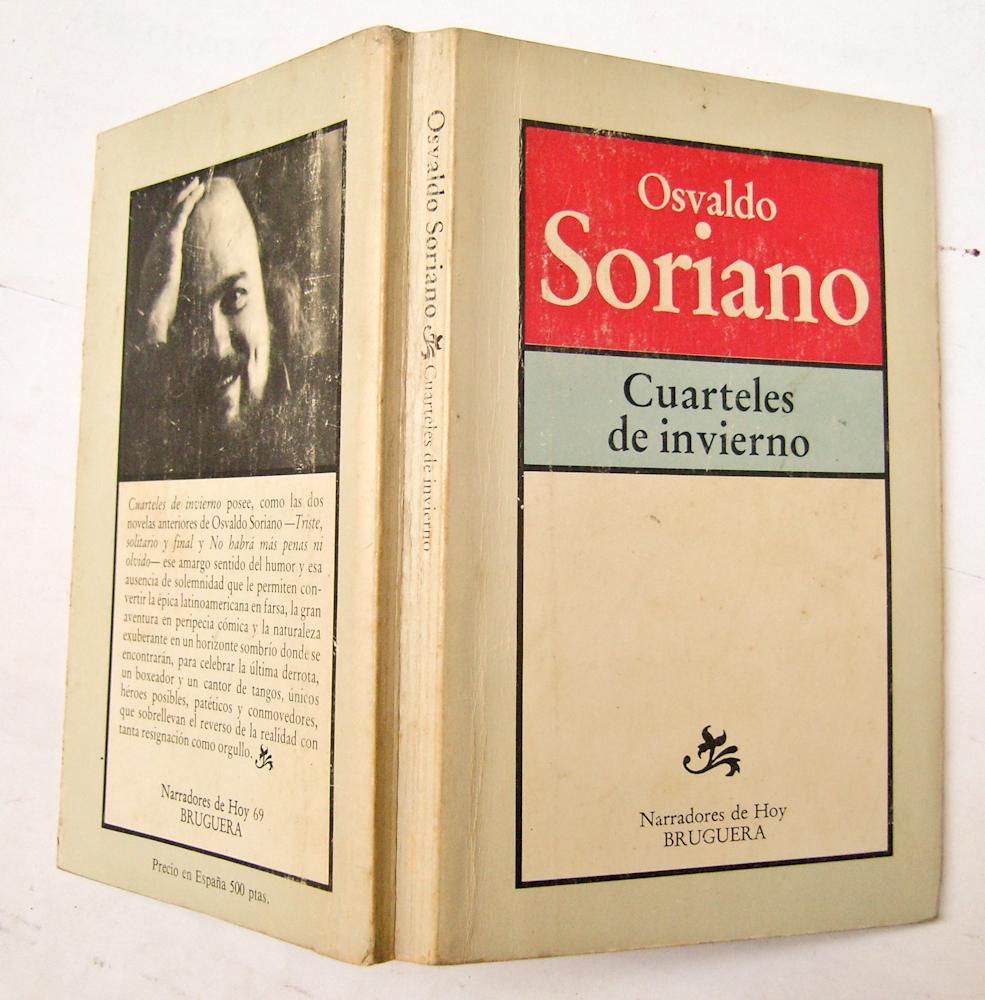 Osvaldo
Soriano
Cuarteles
de invierno
Narradores de Hoy
BRUGUERA
Osvaldo Soriano Cuarteles de invierno
Cuarteles de invierno posee, como las dos
novelas anteriores de Osvaldo Soriano —Triste,
solitario y final y No habrá más penas ni
olvido— ese amargo sentido del humor y esa
ausencia de solemnidad que le permiten con-
vertir la épica latinoamericana en farsa, la gran
aventura en peripecia cómica y la naturaleza
exuberante en un horizonte sombrío donde se
encontrarán, para celebrar la última derrota,
un boxeador y un cantor de tangos, únicos
héroes posibles, patéticos y conmovedores,
que sobrellevan el reverso de la realidad con
tanta resignación como orgullo.
Narradores de Hoy 69
BRUGUERA
Precio en España 500 ptas.